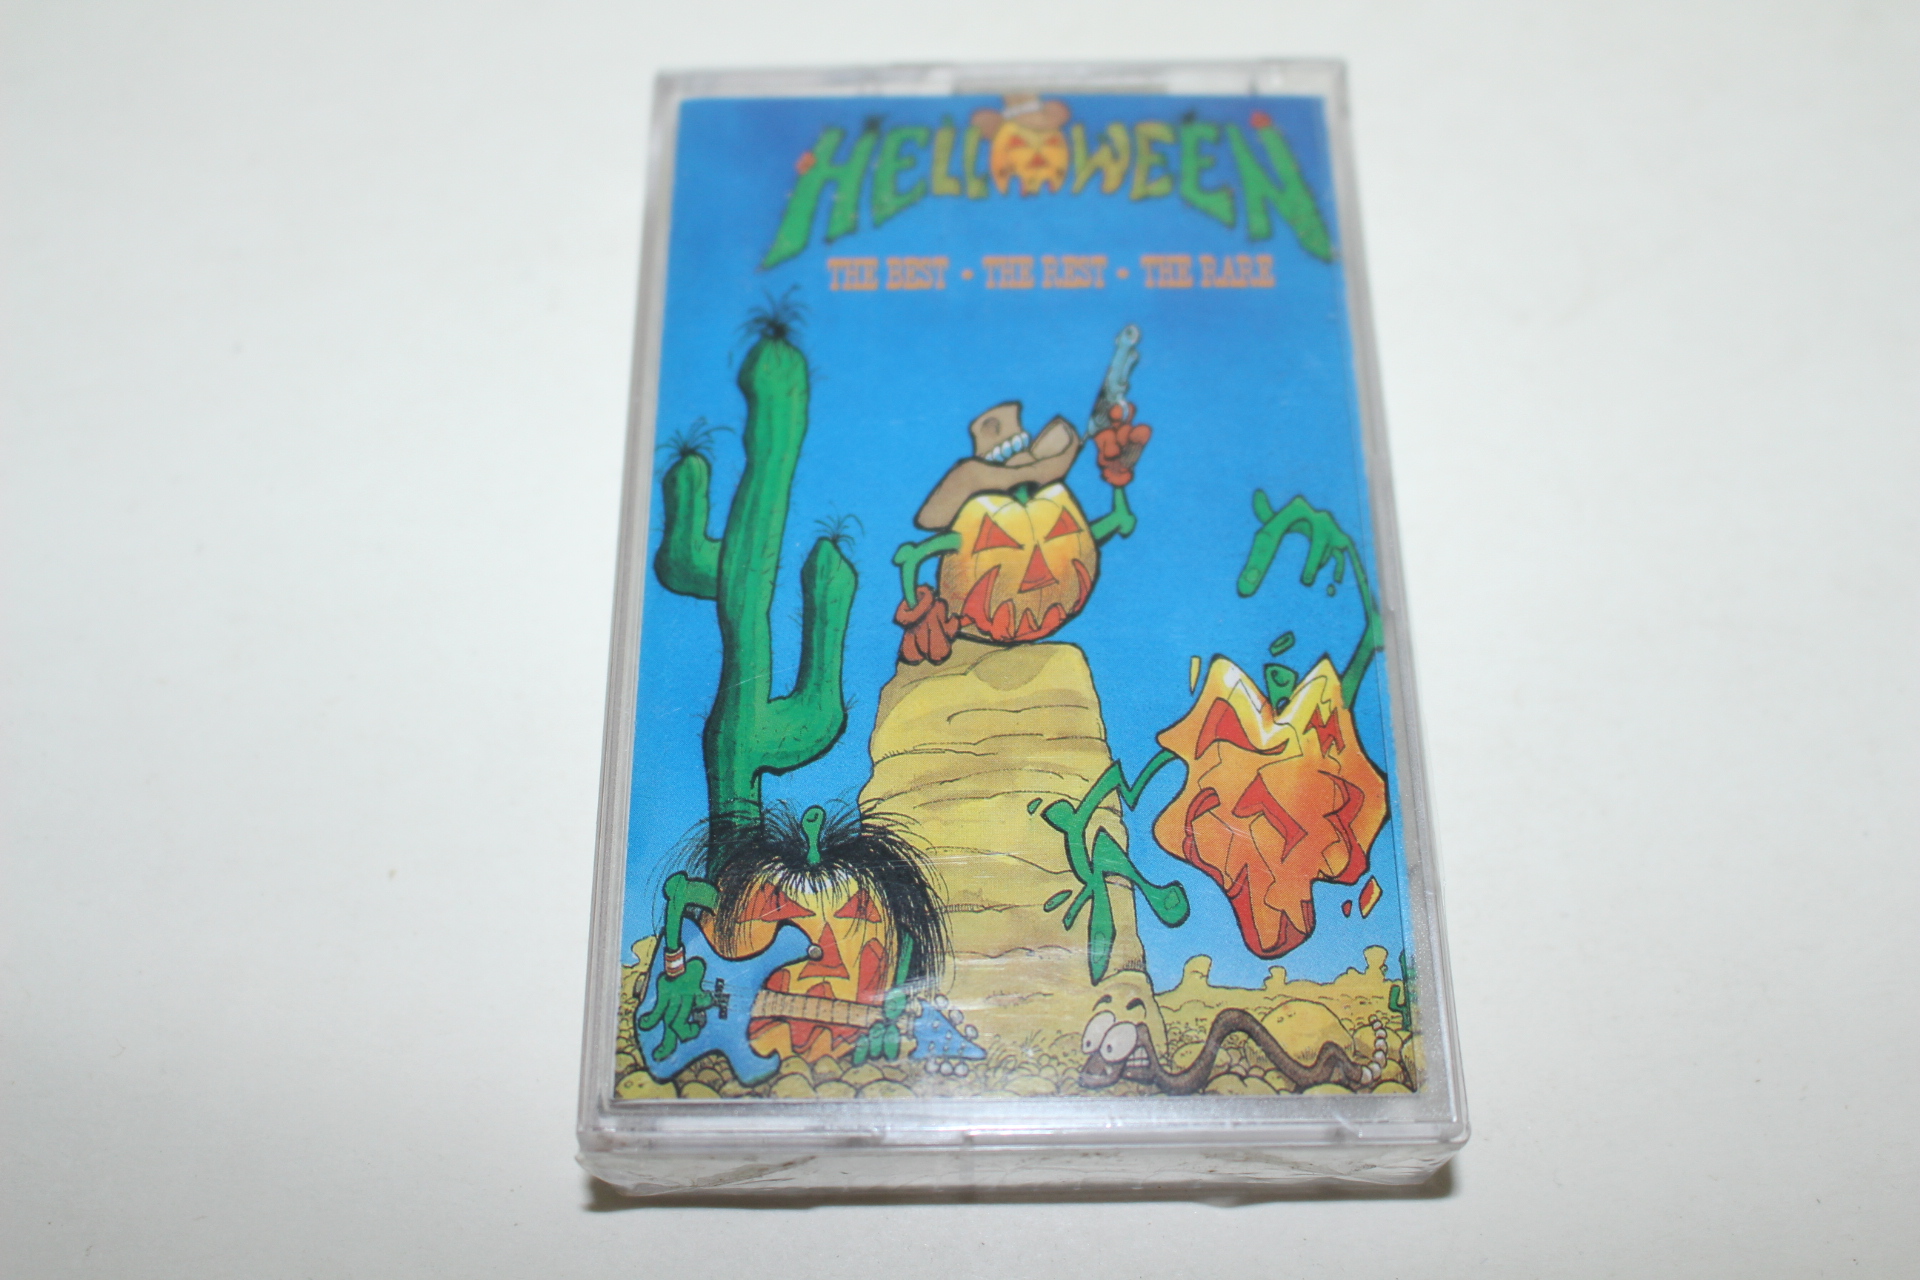 HELLOWEEN
THE BEST • THE REST • THE RARE